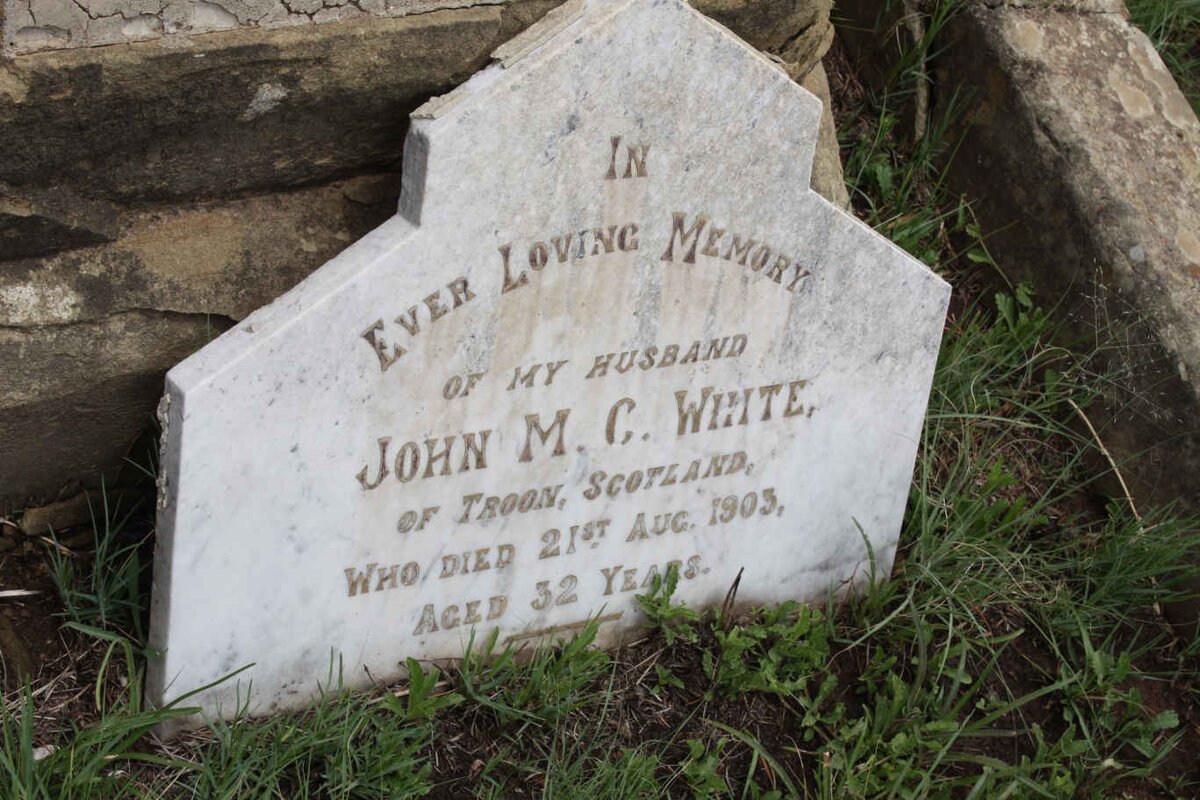 IN
EVER LOVING MEMORY
OF MY HUSBAND
JOHN M. C. WHITE,
OF TROON, SCOTLAND,
WHO DIED 21ST AUG. 1903,
AGED 32 YEARS.